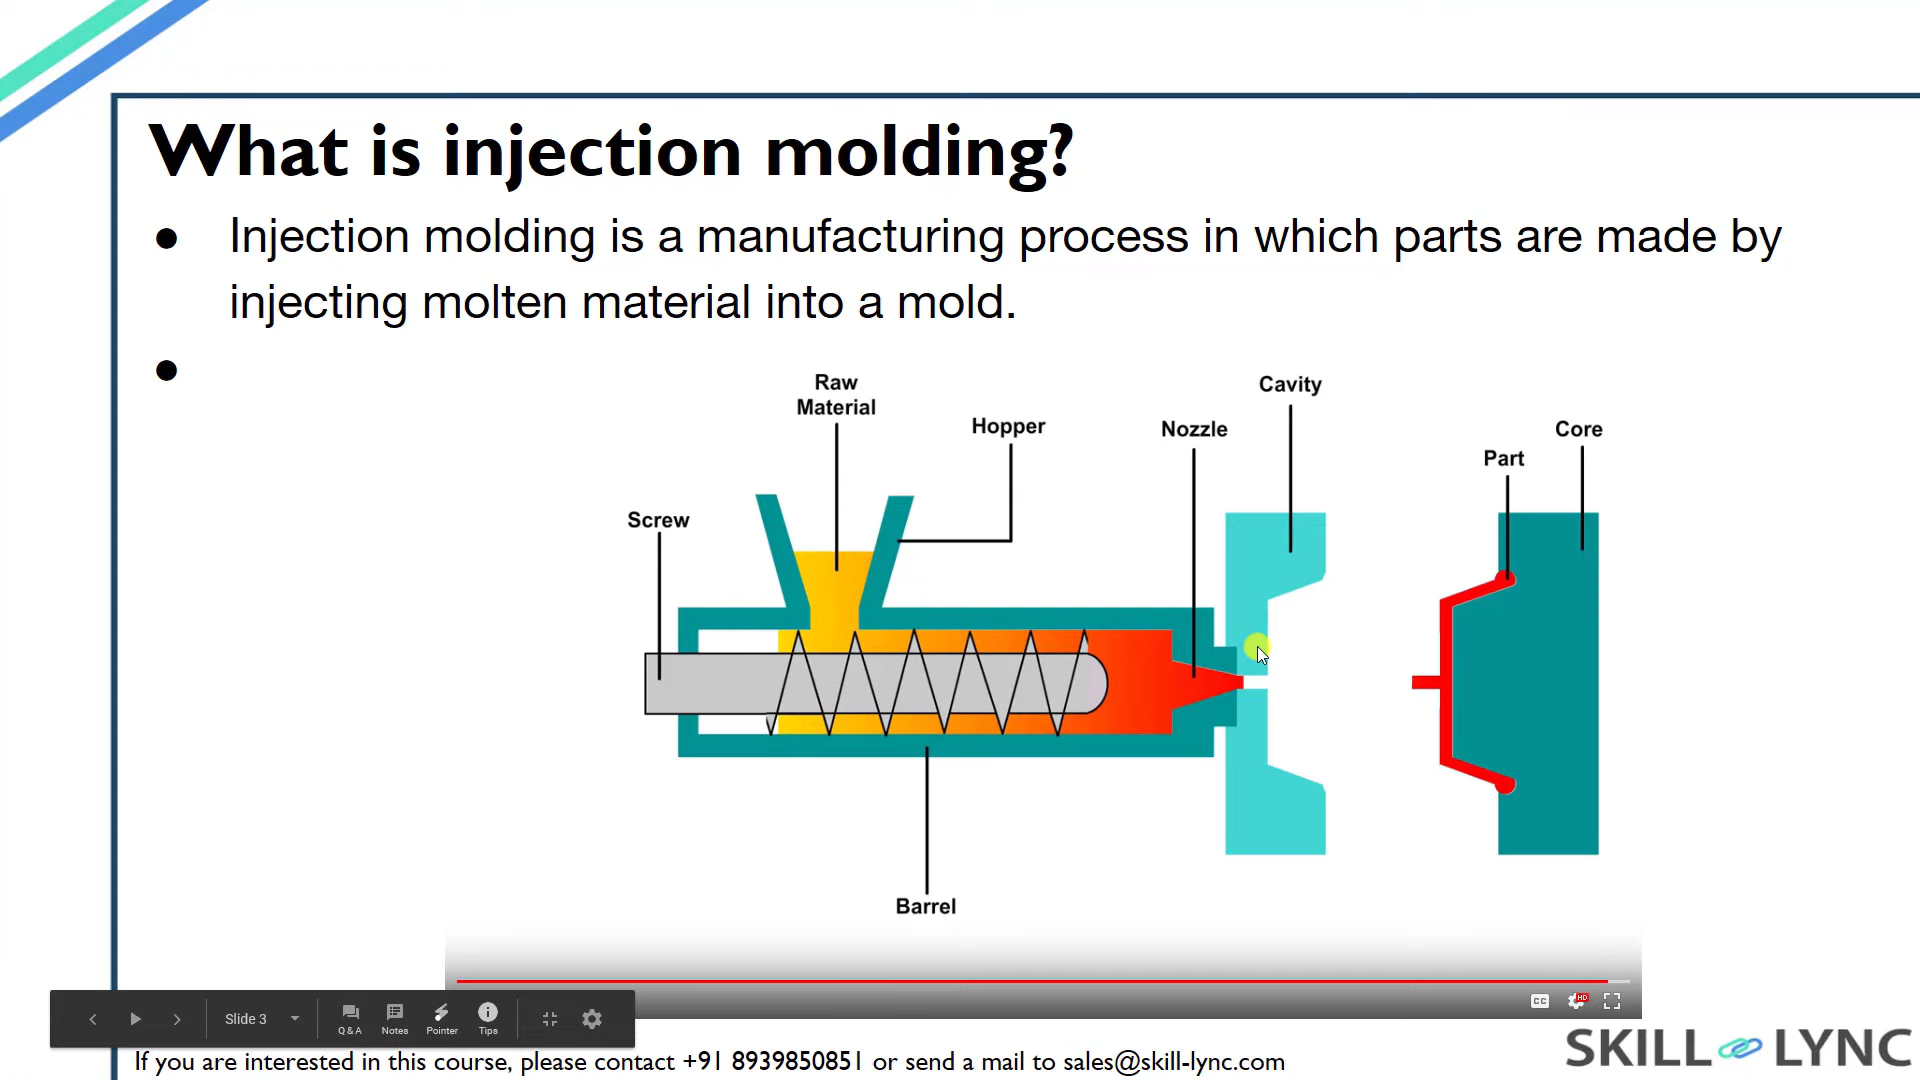 What is injection molding?
● Injection molding is a manufacturing process in which parts are made by
injecting molten material into a mold.
●
Raw
Material
Hopper
Nozzle
Cavity
Part
Core
Screw
Barrel
CC
HD
Slide 3
Q & A
Notes
Pointer
Tips
If you are interested in this course, please contact +91 8939850851 or send a mail to sales@skill-lync.com
SKILL LYNC